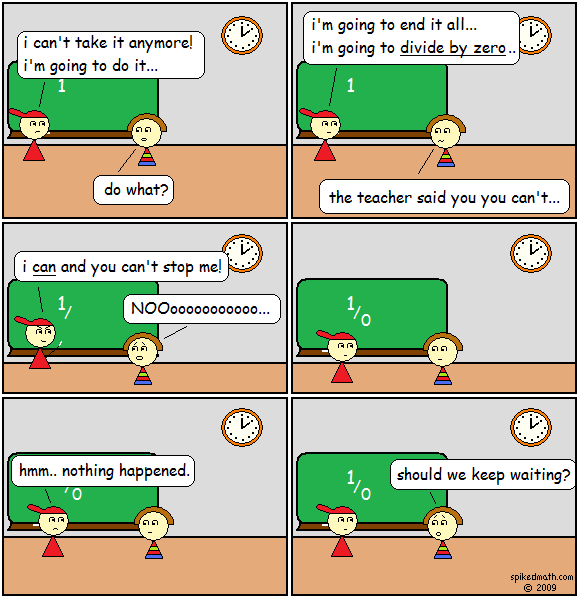 i can't take it anymore!
i'm going to do it...
1
do what?
i'm going to end it all...
i'm going to divide by zero..
1
the teacher said you you can't...
i can and you can't stop me!
1/
NOOooooooooooo...
1/0
hmm.. nothing happened.
/0
should we keep waiting?
1/0
spikedmath.com
© 2009